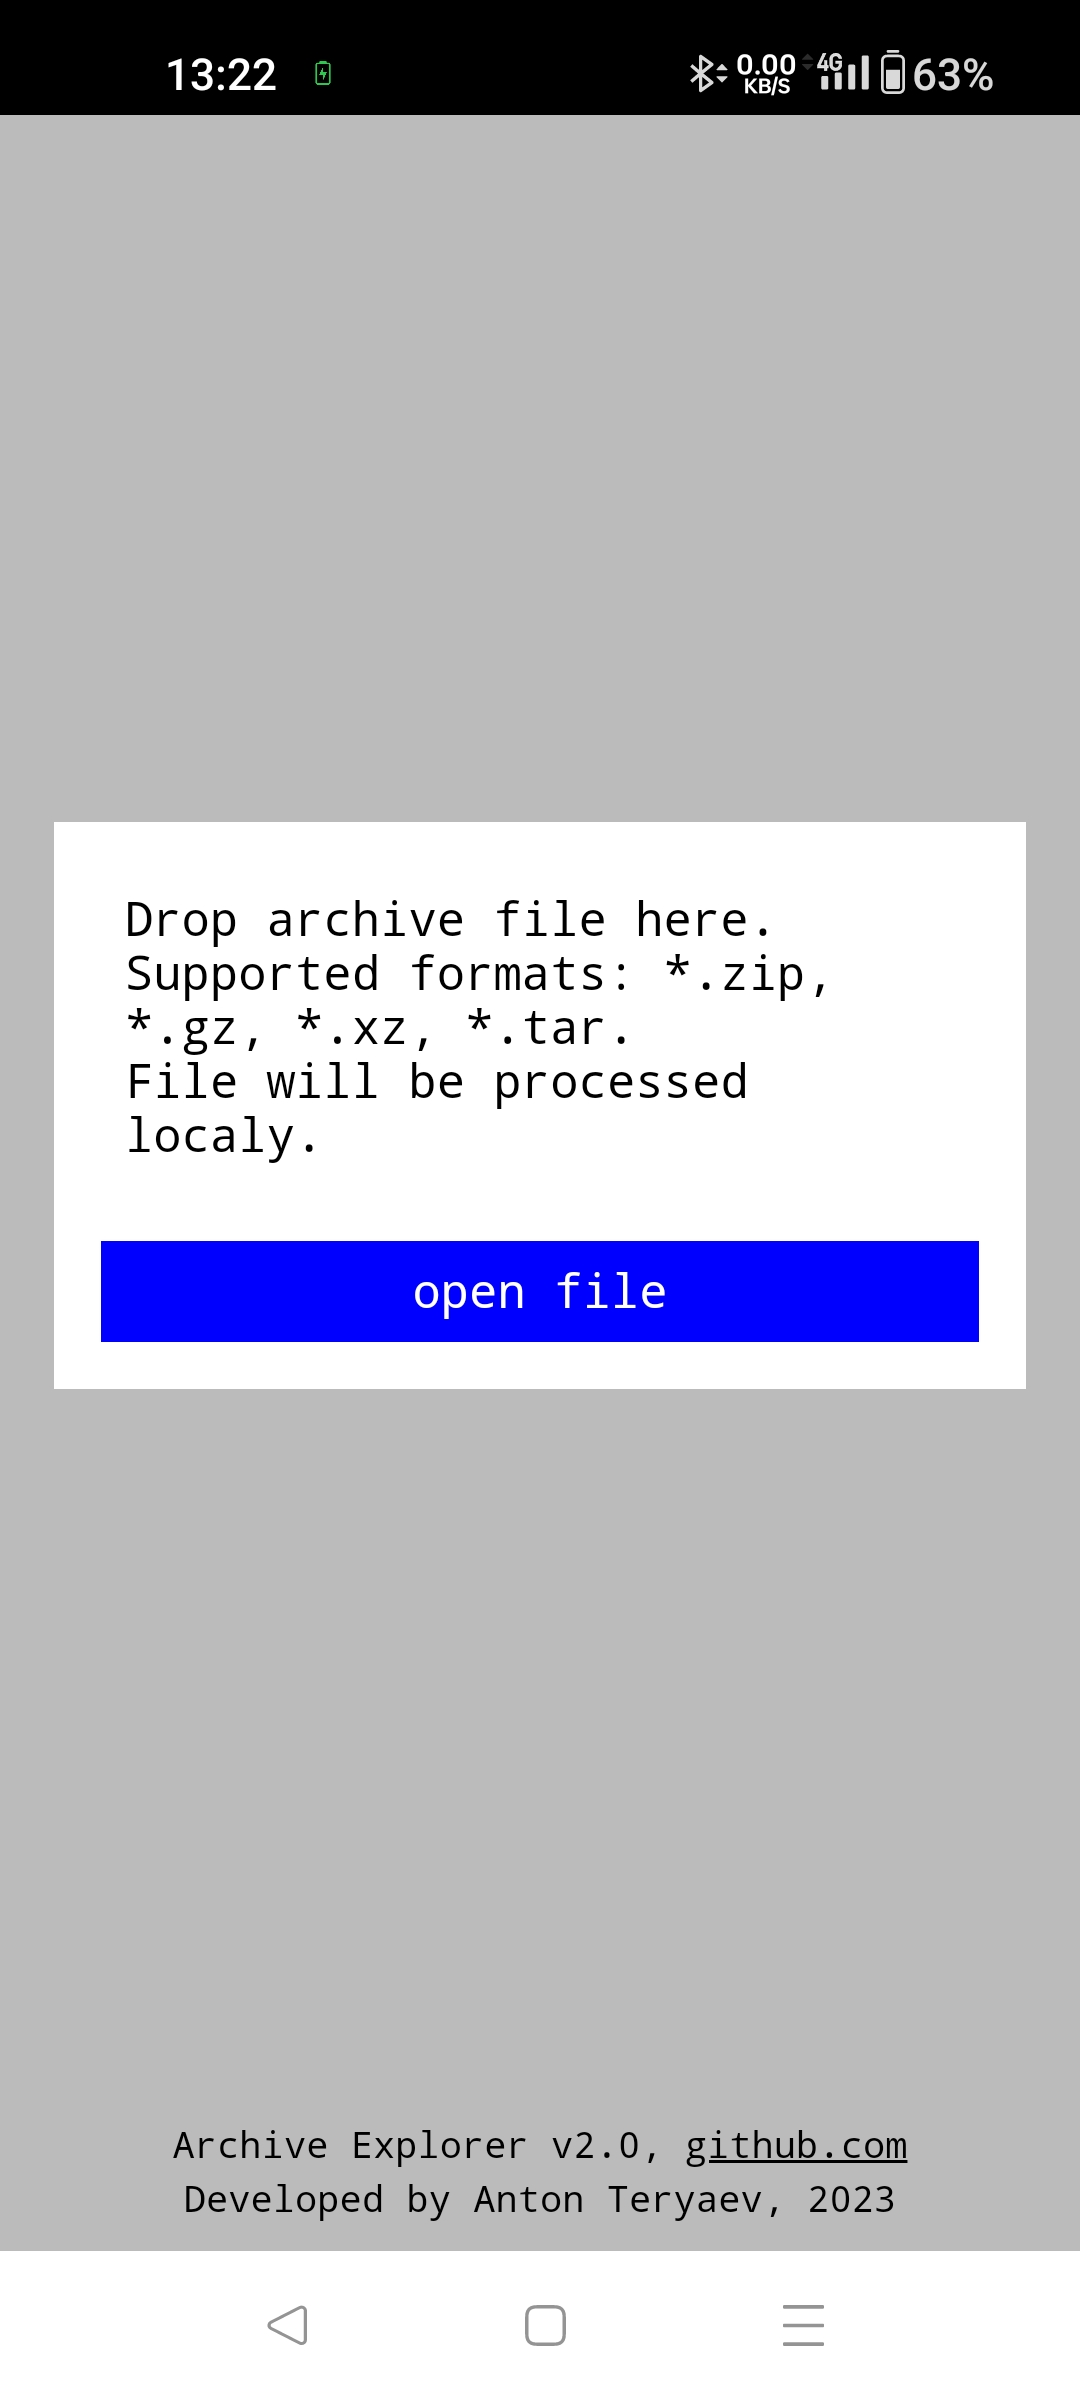 13:22
0.00
KB/S
4G
63%
Drop archive file here.
Supported formats: *.zip,
*.gz, *.xz, *.tar.
File will be processed
localy.
open file
Archive Explorer v2.0, github.com
Developed by Anton Teryaev, 2023